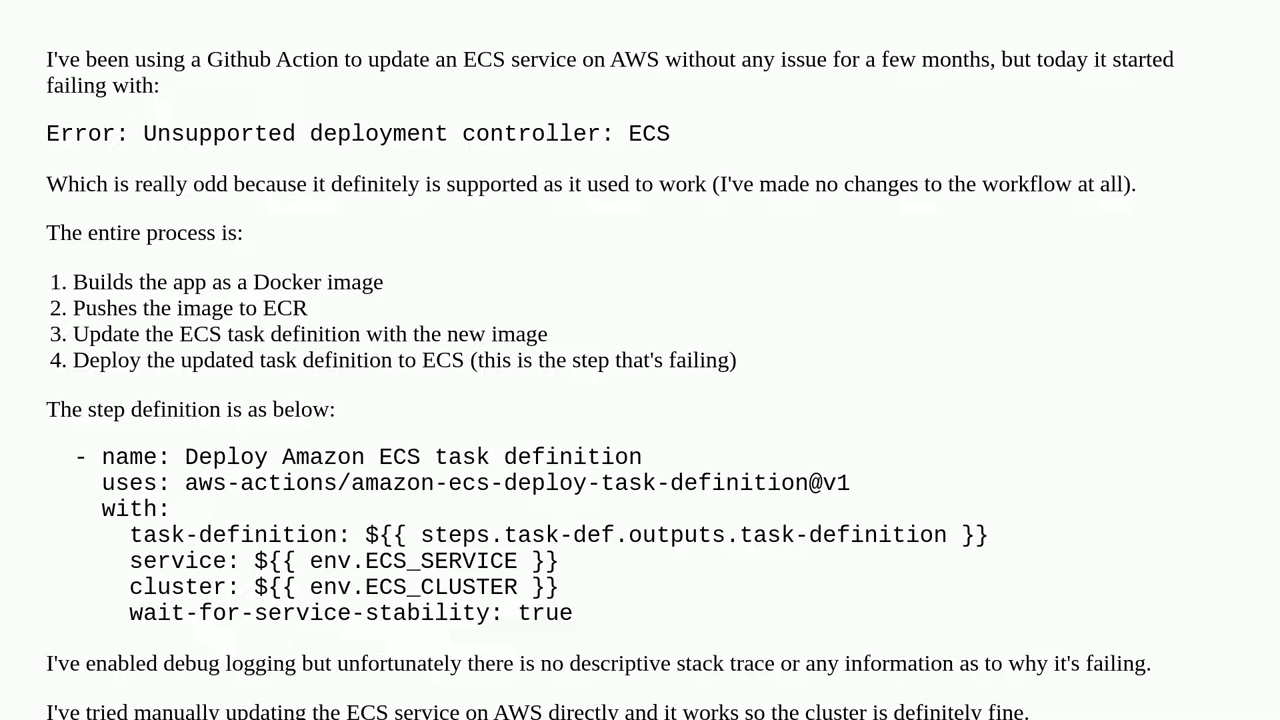 I've been using a Github Action to update an ECS service on AWS without any issue for a few months, but today it started
failing with:
Error: Unsupported deployment controller: ECS
Which is really odd because it definitely is supported as it used to work (I've made no changes to the workflow at all).
The entire process is:
1. Builds the app as a Docker image
2. Pushes the image to ECR
3. Update the ECS task definition with the new image
4. Deploy the updated task definition to ECS (this is the step that's failing)
The step definition is as below:
- name: Deploy Amazon ECS task definition
uses: aws-actions/amazon-ecs-deploy-task-definition@v1
with:
task-definition: ${{ steps.task-def.outputs.task-definition }}
service: ${{ env.ECS_SERVICE }}
cluster: ${{ env.ECS_CLUSTER }}
wait-for-service-stability: true
I've enabled debug logging but unfortunately there is no descriptive stack trace or any information as to why it's failing.
I've tried manually updating the ECS service on AWS directly and it works so the cluster is definitely fine.